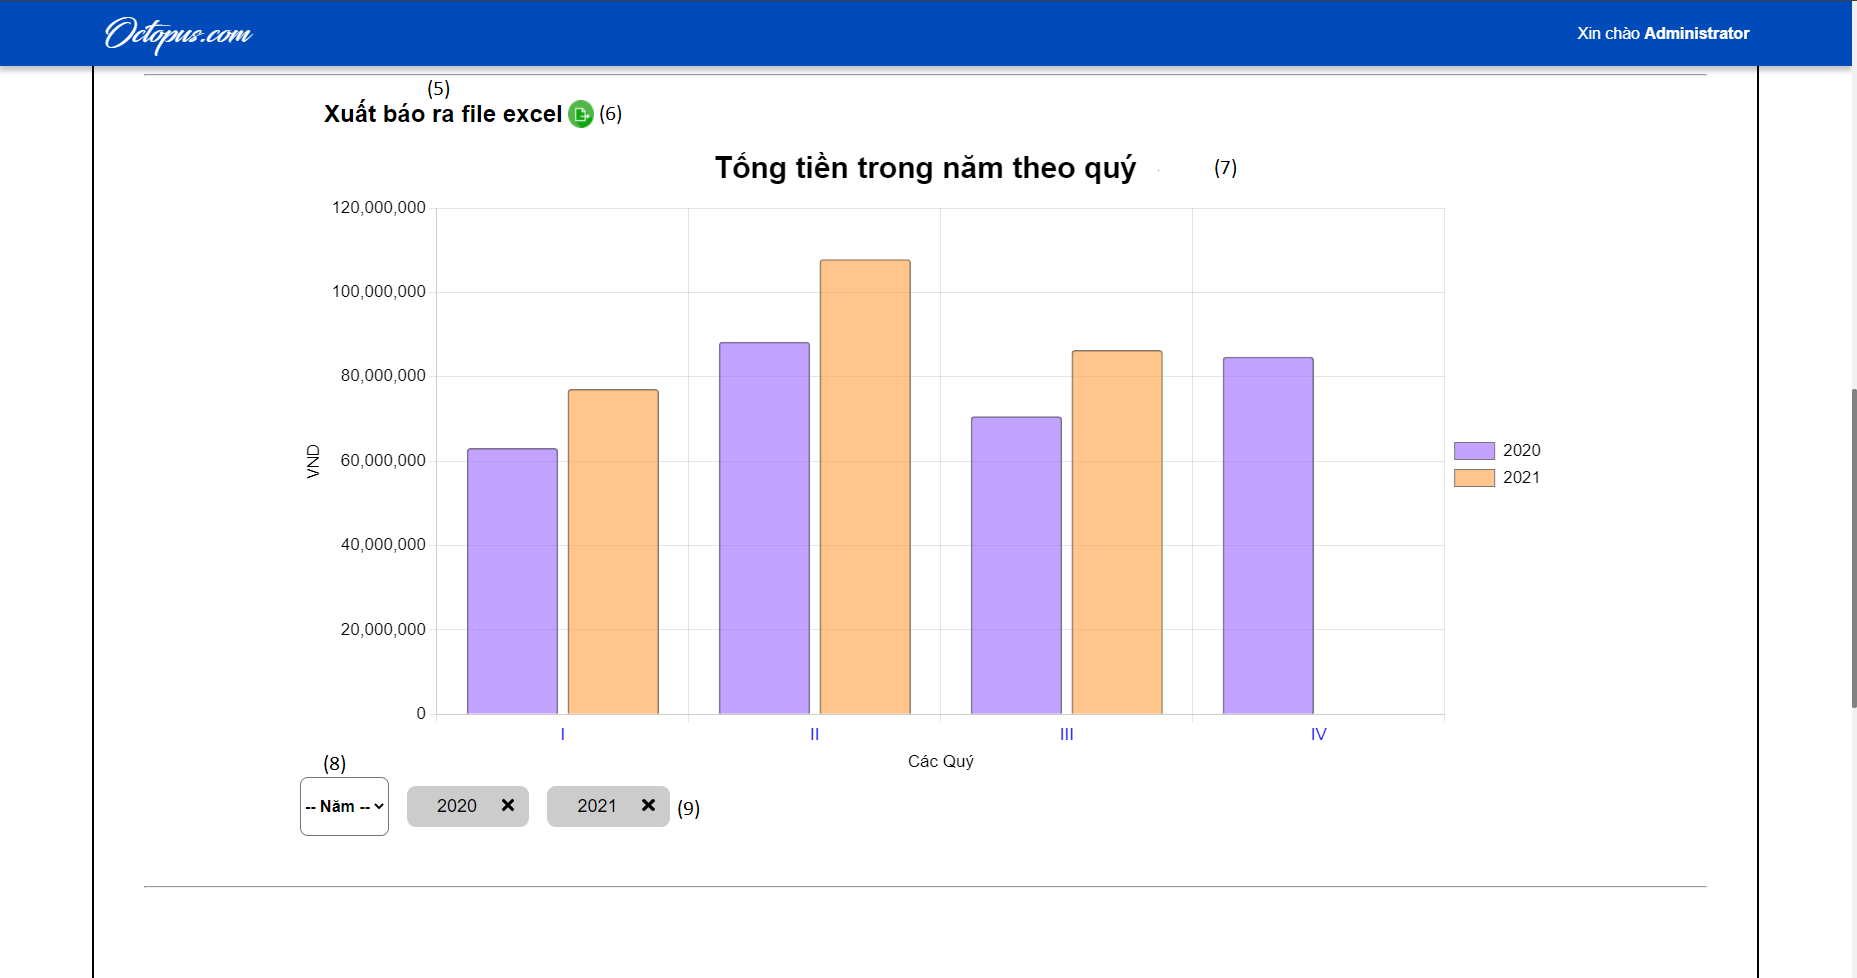 Octopus.com
Xin chào Administrator
(5)
Xuất báo ra file excel (6)
Tổng tiền trong năm theo quý (7)
120,000,000
100,000,000
80,000,000
60,000,000
40,000,000
20,000,000
0
VND
I II III IV
Các Quý
2020
2021
(8)
-- Năm -- 2020 2021 (9)